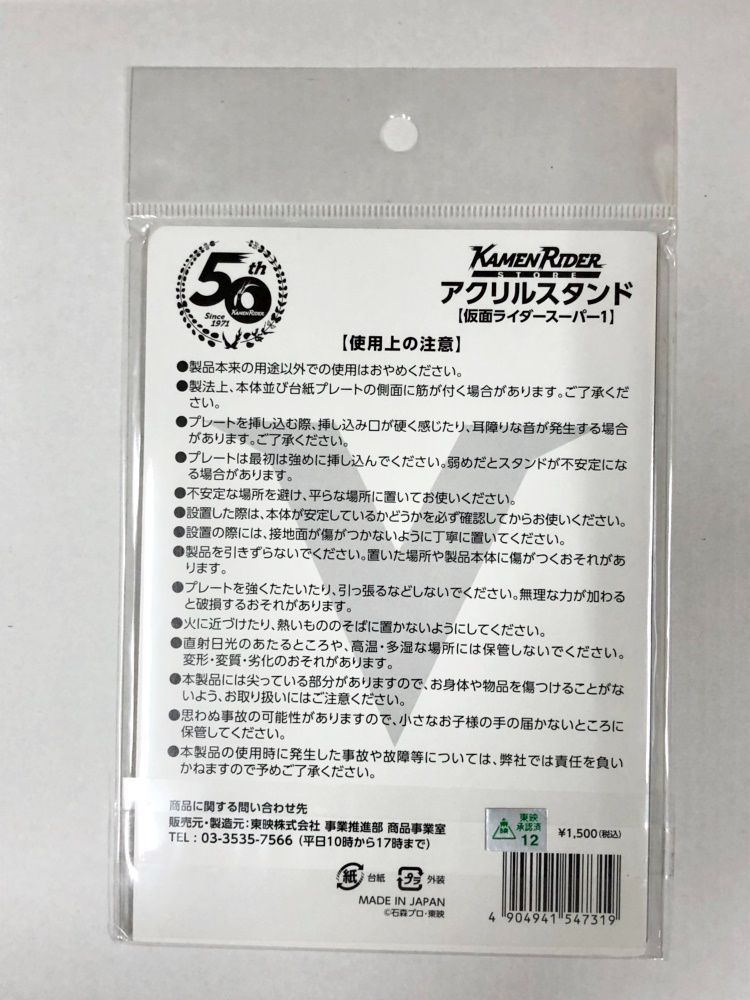 50th
KAMEN RIDER
Since
1971
KAMEN RIDER
STORE
アクリルスタンド
【仮面ライダースーパー1】
【使用上の注意】
●製品本来の用途以外での使用はおやめください。
●製法上、本体並び台紙プレートの側面に筋が付く場合があります。ご了承くだ
さい。
●プレートを挿し込む際、挿し込み口が硬く感じたり、耳障りな音が発生する場合
があります。ご了承ください。
●プレートは最初は強めに挿し込んでください。弱めだとスタンドが不安定にな
る場合があります。
●不安定な場所を避け、平らな場所に置いてお使いください。
●設置した際は、本体が安定しているかどうかを必ず確認してからお使いください。
●設置の際には、接地面が傷がつかないように丁寧に置いてください。
●製品を引きずらないでください。置いた場所や製品本体に傷がつくおそれがあ
ります。
●プレートを強くたたいたり、引っ張るなどしないでください。無理な力が加わる
と破損するおそれがあります。
●火に近づけたり、熱いもののそばに置かないようにしてください。
●直射日光のあたるところや、高温・多湿な場所には保管しないでください。
変形・変質・劣化のおそれがあります。
●本製品には尖っている部分がありますので、お身体や物品を傷つけることがな
いよう、お取り扱いにはご注意ください。
●思わぬ事故の可能性がありますので、小さなお子様の手の届かないところに
保管してください。
●本製品の使用時に発生した事故や故障等については、弊社では責任を負い
かねますので予めご了承ください。
商品に関する問い合わせ先
販売元・製造元：東映株式会社 事業推進部 商品事業室
TEL：03-3535-7566（平日10時から17時まで）
東映
承認済
12
¥1,500（税込）
紙 台紙 プラ 外装
MADE IN JAPAN
©石森プロ・東映
4 904941 547319